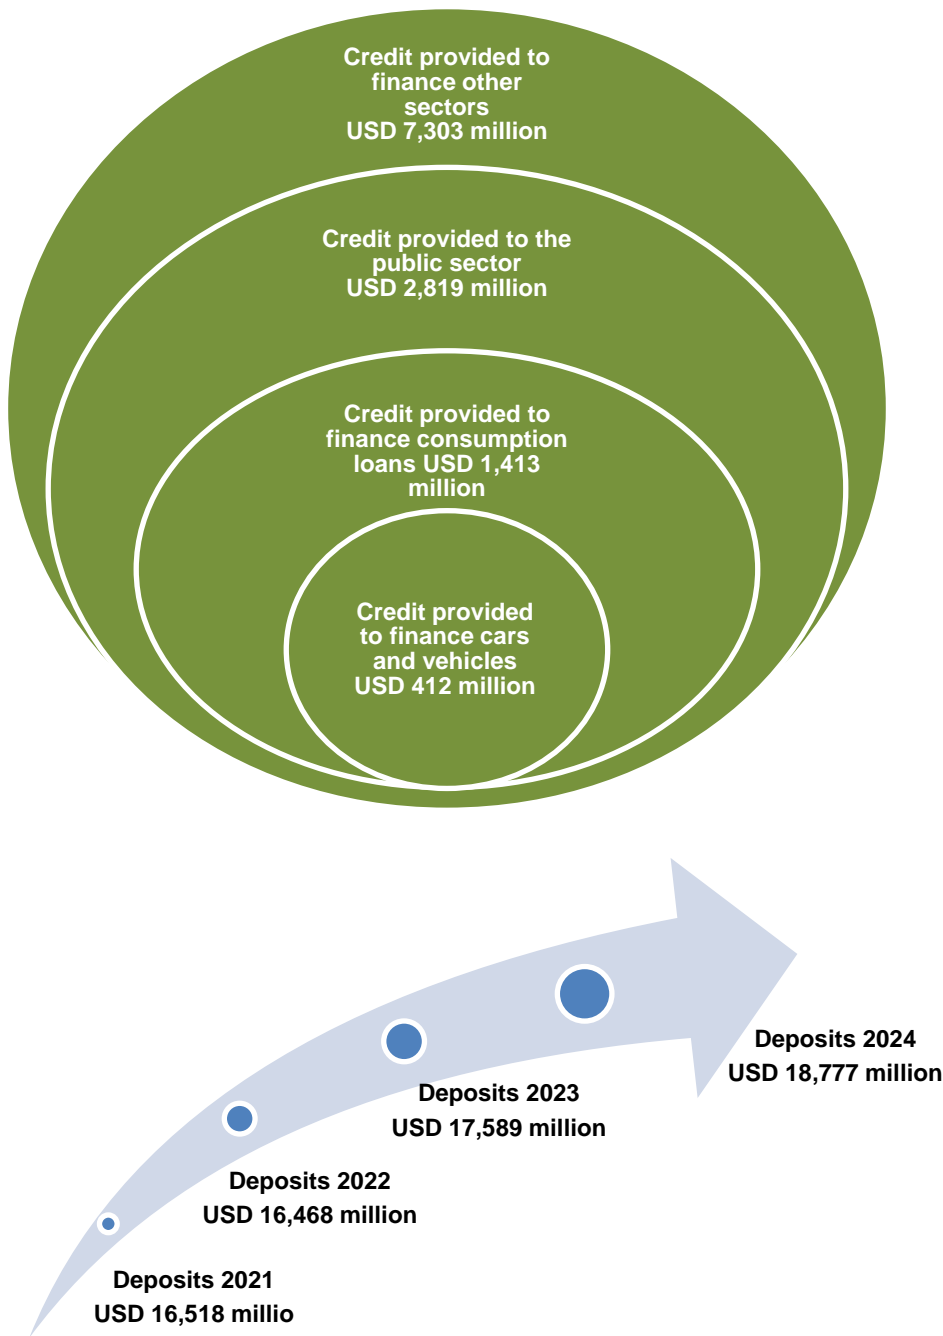 Credit provided to
finance other
sectors
USD 7,303 million
Credit provided to the
public sector
USD 2,819 million
Credit provided to
finance consumption
loans USD 1,413
million
Credit provided
to finance cars
and vehicles
USD 412 million
Deposits 2024
USD 18,777 million
Deposits 2023
USD 17,589 million
Deposits 2022
USD 16,468 million
Deposits 2021
USD 16,518 millio